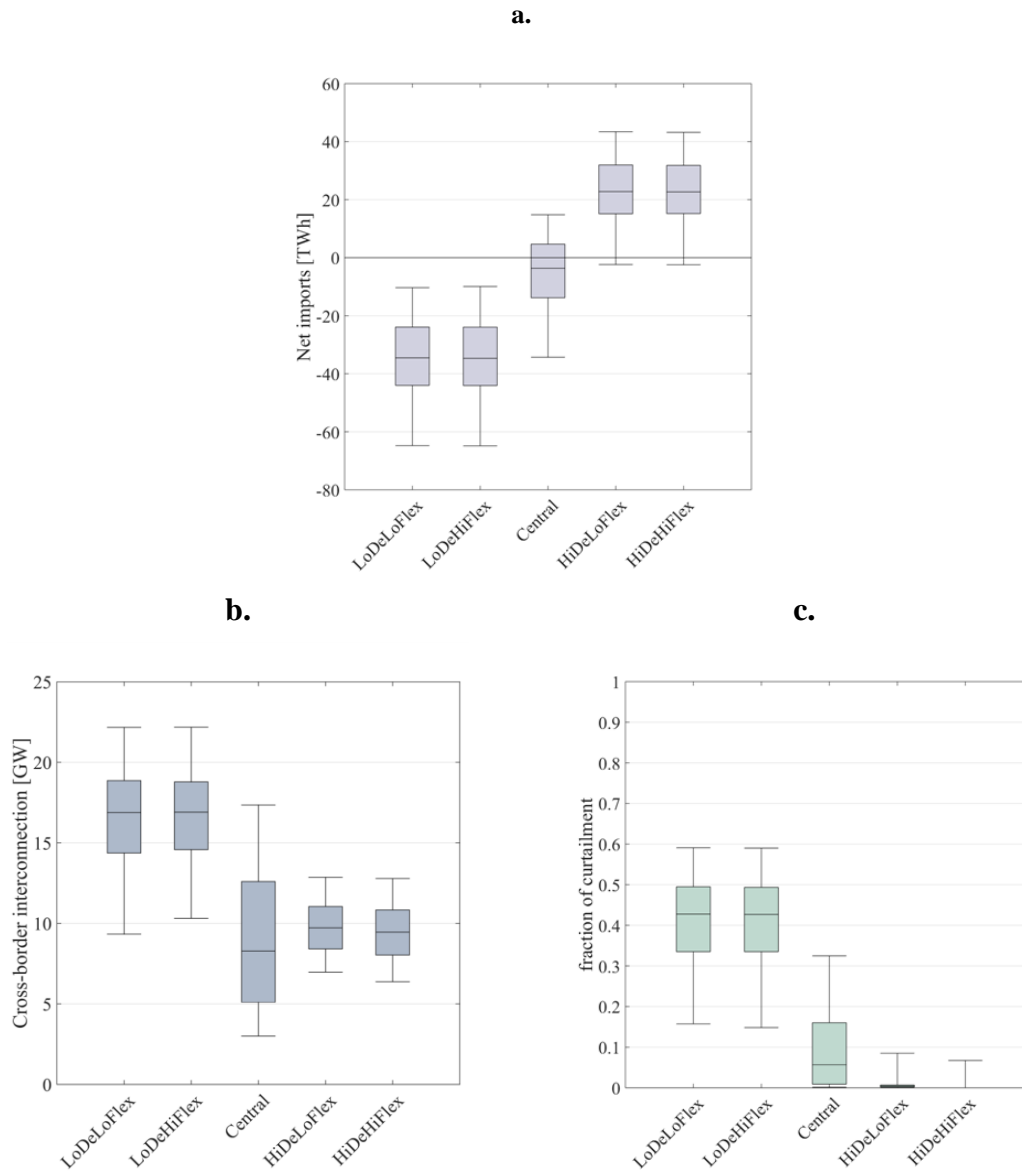 a.
Net imports [TWh]
60
40
20
0
-20
-40
-60
-80
LoDeLoFlex
LoDeHiFlex
Central
HiDeLoFlex
HiDeHiFlex
b.
Cross-border interconnection [GW]
25
20
15
10
5
0
LoDeLoFlex
LoDeHiFlex
Central
HiDeLoFlex
HiDeHiFlex
c.
fraction of curtailment
1
0.9
0.8
0.7
0.6
0.5
0.4
0.3
0.2
0.1
0
LoDeLoFlex
LoDeHiFlex
Central
HiDeLoFlex
HiDeHiFlex